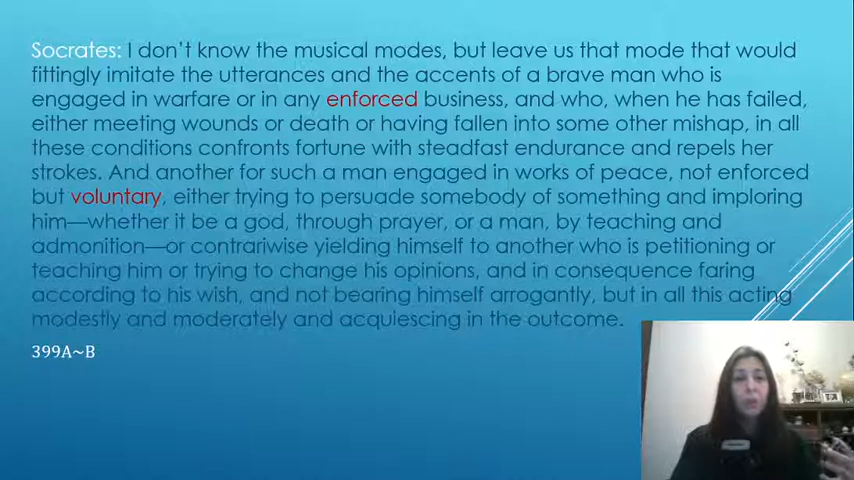 Socrates: I don't know the musical modes, but leave us that mode that would
fittingly imitate the utterances and the accents of a brave man who is
engaged in warfare or in any enforced business, and who, when he has failed,
either meeting wounds or death or having fallen into some other mishap, in all
these conditions confronts fortune with steadfast endurance and repels her
strokes. And another for such a man engaged in works of peace, not enforced
but voluntary, either trying to persuade somebody of something and imploring
him—whether it be a god, through prayer, or a man, by teaching and
admonition—or contrariwise yielding himself to another who is petitioning or
teaching him or trying to change his opinions, and in consequence faring
according to his wish, and not bearing himself arrogantly, but in all this acting
modestly and moderately and acquiescing in the outcome.
399A~B